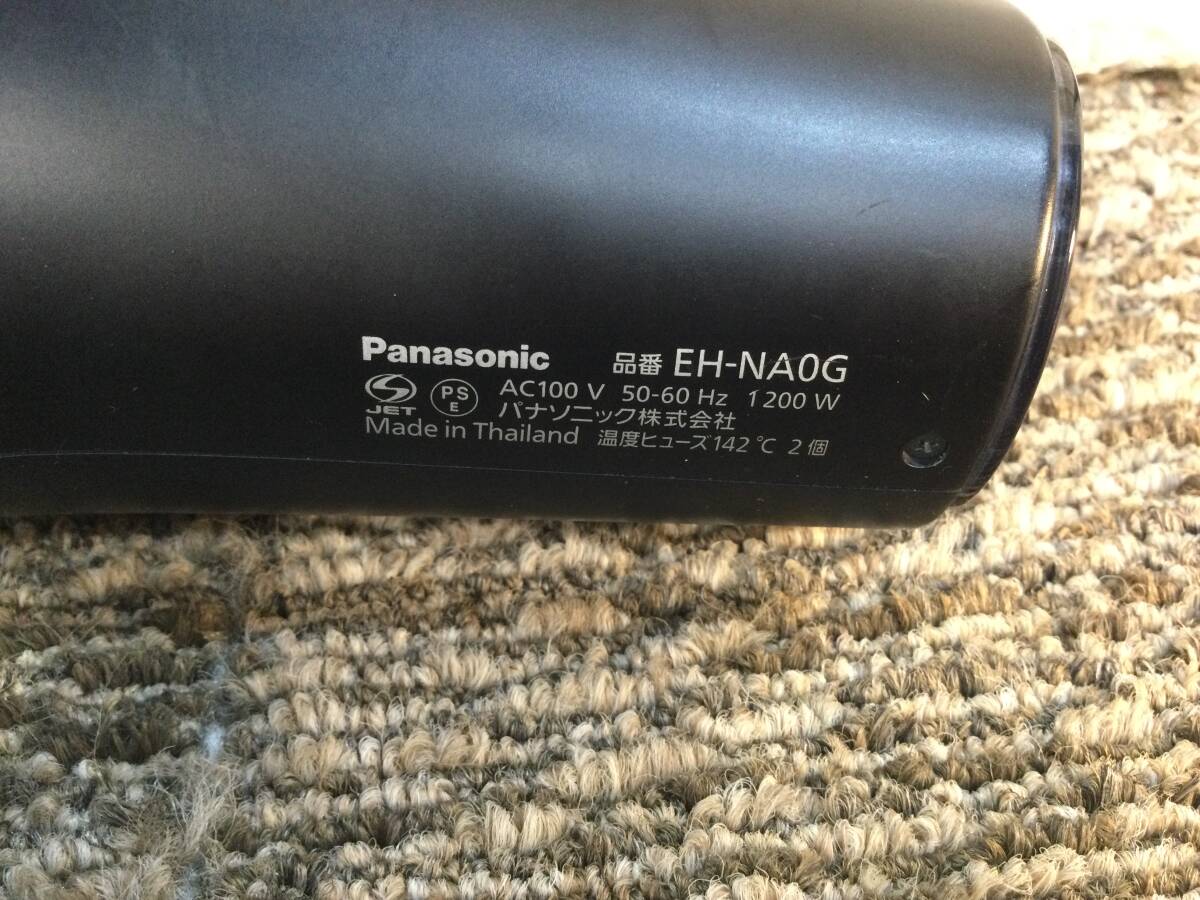 Panasonic 品番 EH-NA0G
JET PS E AC100 V 50-60 Hz 1200 W
パナソニック株式会社
Made in Thailand 温度ヒューズ142℃ 2個